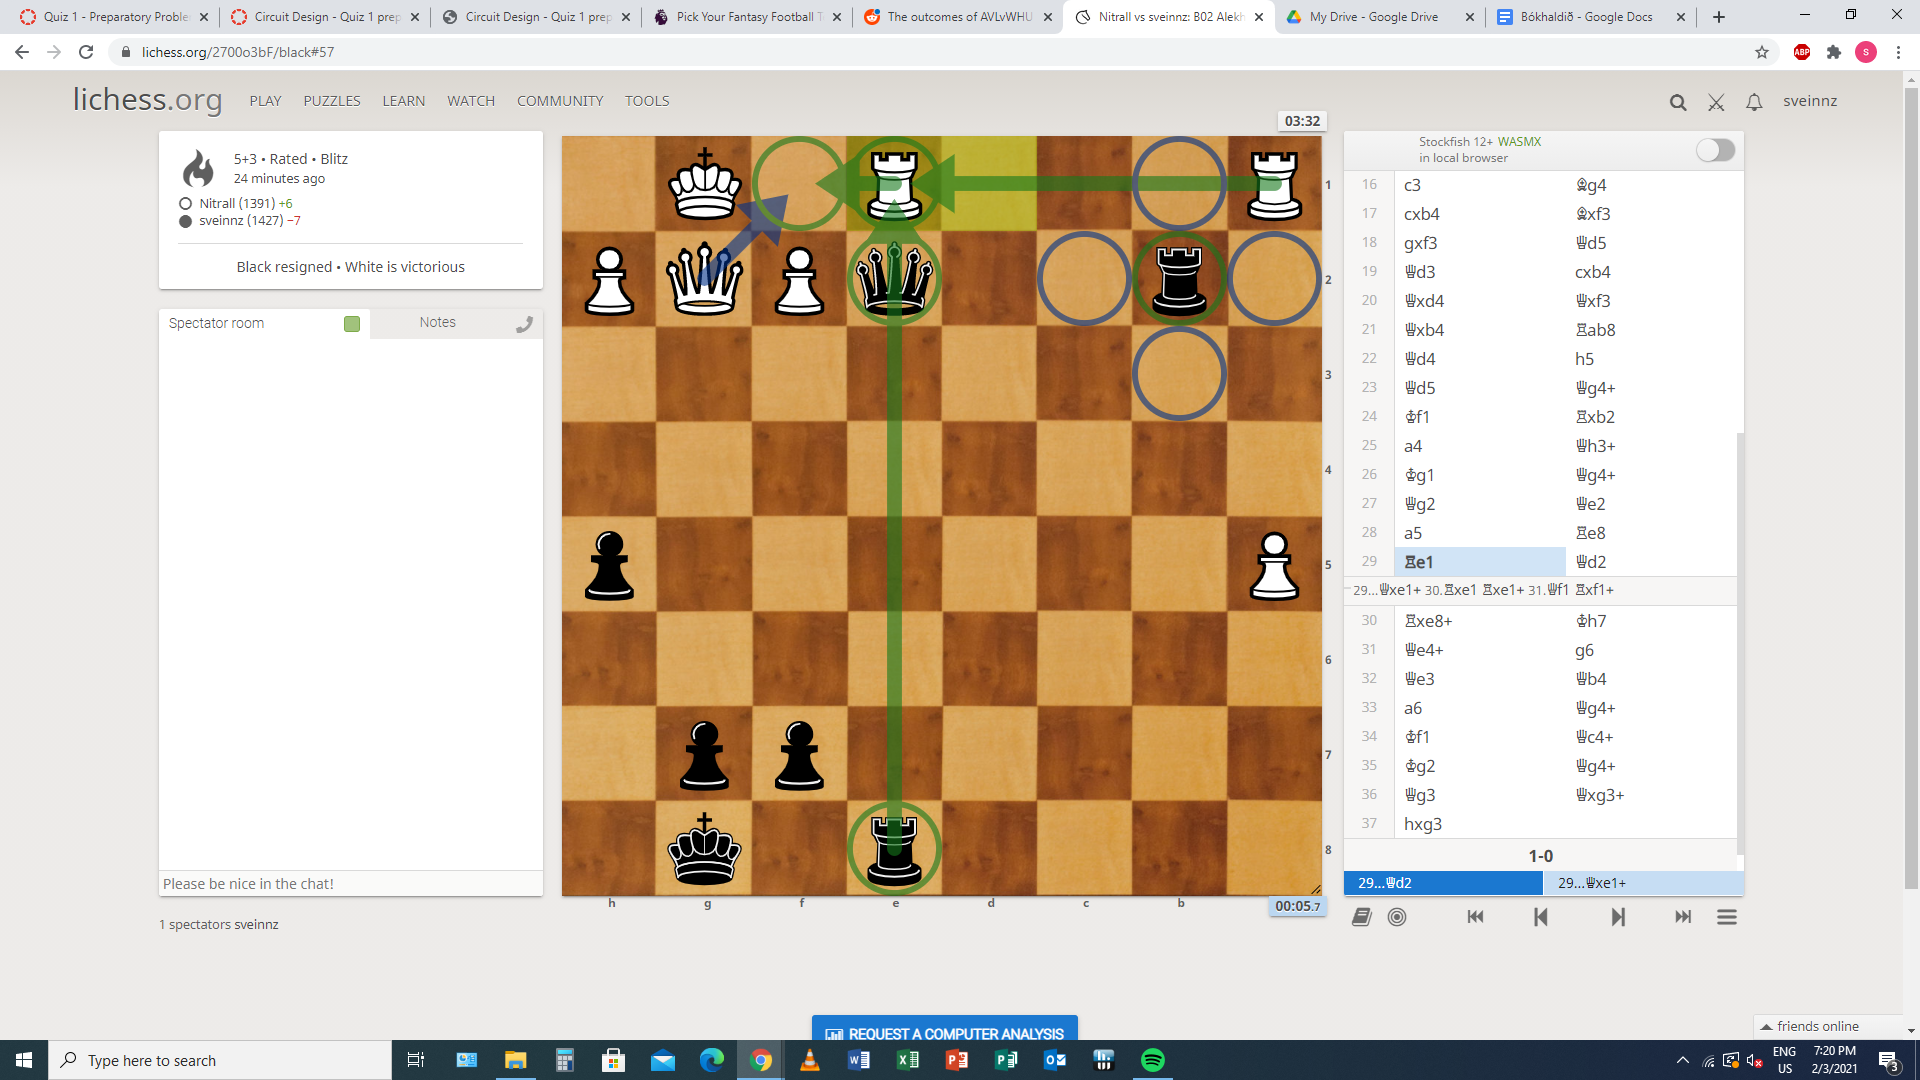 Quiz 1 - Preparatory Proble
Circuit Design - Quiz 1 prep
Circuit Design - Quiz 1 prep
Pick Your Fantasy Football T
The outcomes of AVLvWHU
Nitrall vs sveinnz: B02 Alekh
My Drive - Google Drive
Bókhaldið - Google Docs
lichess.org/2700o3bF/black#57
ABP
S
lichess.org
PLAY PUZZLES LEARN WATCH COMMUNITY TOOLS
sveinnz
5+3 • Rated • Blitz
24 minutes ago
Nitrall (1391) +6
sveinnz (1427) −7
Black resigned • White is victorious
Spectator room
Notes
Please be nice in the chat!
1 spectators sveinnz
03:32
1
2
3
4
5
6
7
8
h g f e d c b
00:05.7
Stockfish 12+ WASMX
in local browser
16 c3 ♗g4
17 cxb4 ♗xf3
18 gxf3 ♕d5
19 ♕d3 cxb4
20 ♕xd4 ♕xf3
21 ♕xb4 ♖ab8
22 ♕d4 h5
23 ♕d5 ♕g4+
24 ♔f1 ♖xb2
25 a4 ♕h3+
26 ♔g1 ♕g4+
27 ♕g2 ♕e2
28 a5 ♖e8
29 ♖e1 ♕d2
29...♕xe1+ 30.♖xe1 ♖xe1+ 31.♕f1 ♖xf1+
30 ♖xe8+ ♔h7
31 ♕e4+ g6
32 ♕e3 ♕b4
33 a6 ♕g4+
34 ♔f1 ♕c4+
35 ♔g2 ♕g4+
36 ♕g3 ♕xg3+
37 hxg3
1-0
29...♕d2 29...♕xe1+
REQUEST A COMPUTER ANALYSIS
friends online
Type here to search
ENG
US
7:20 PM
2/3/2021
3